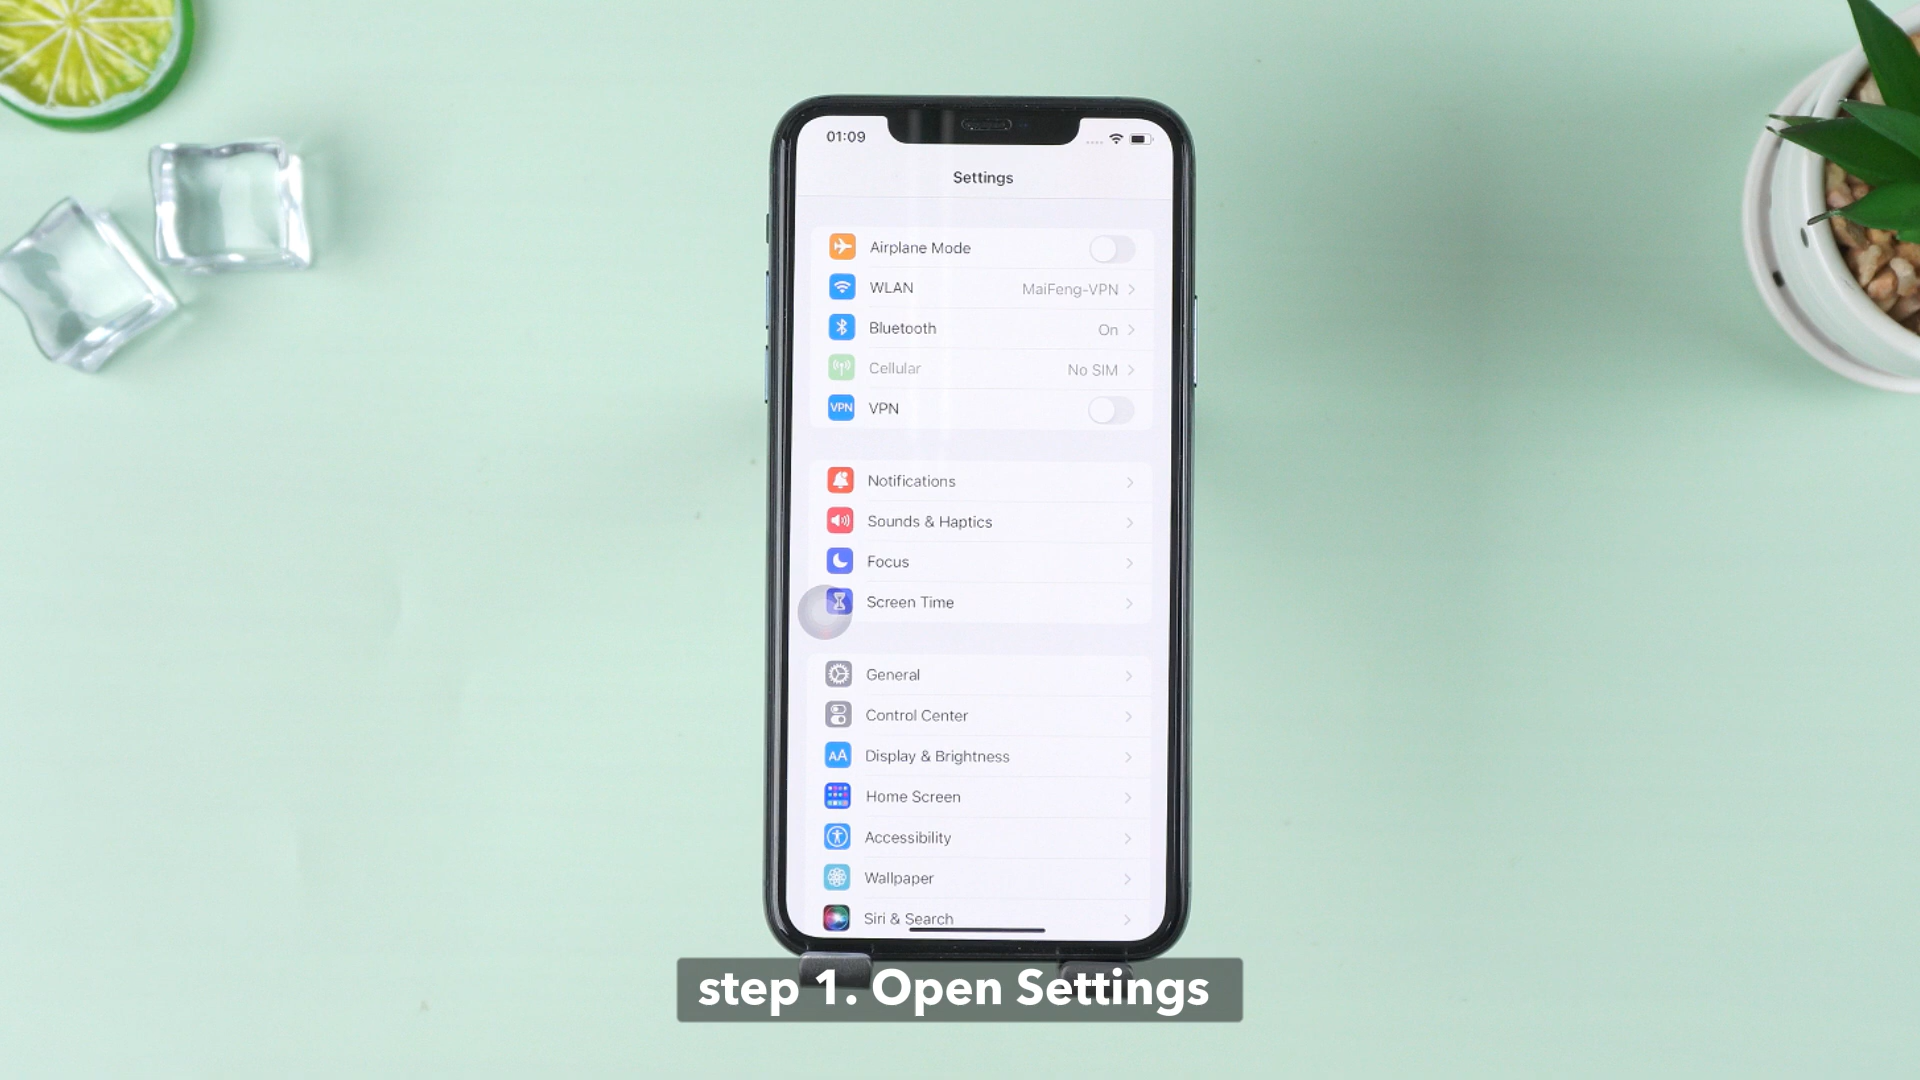 01:09
Settings
Airplane Mode
WLAN MaiFeng-VPN
Bluetooth On
Cellular No SIM
VPN VPN
Notifications
Sounds & Haptics
Focus
Screen Time
General
Control Center
AA Display & Brightness
Home Screen
Accessibility
Wallpaper
Siri & Search
step 1. Open Settings